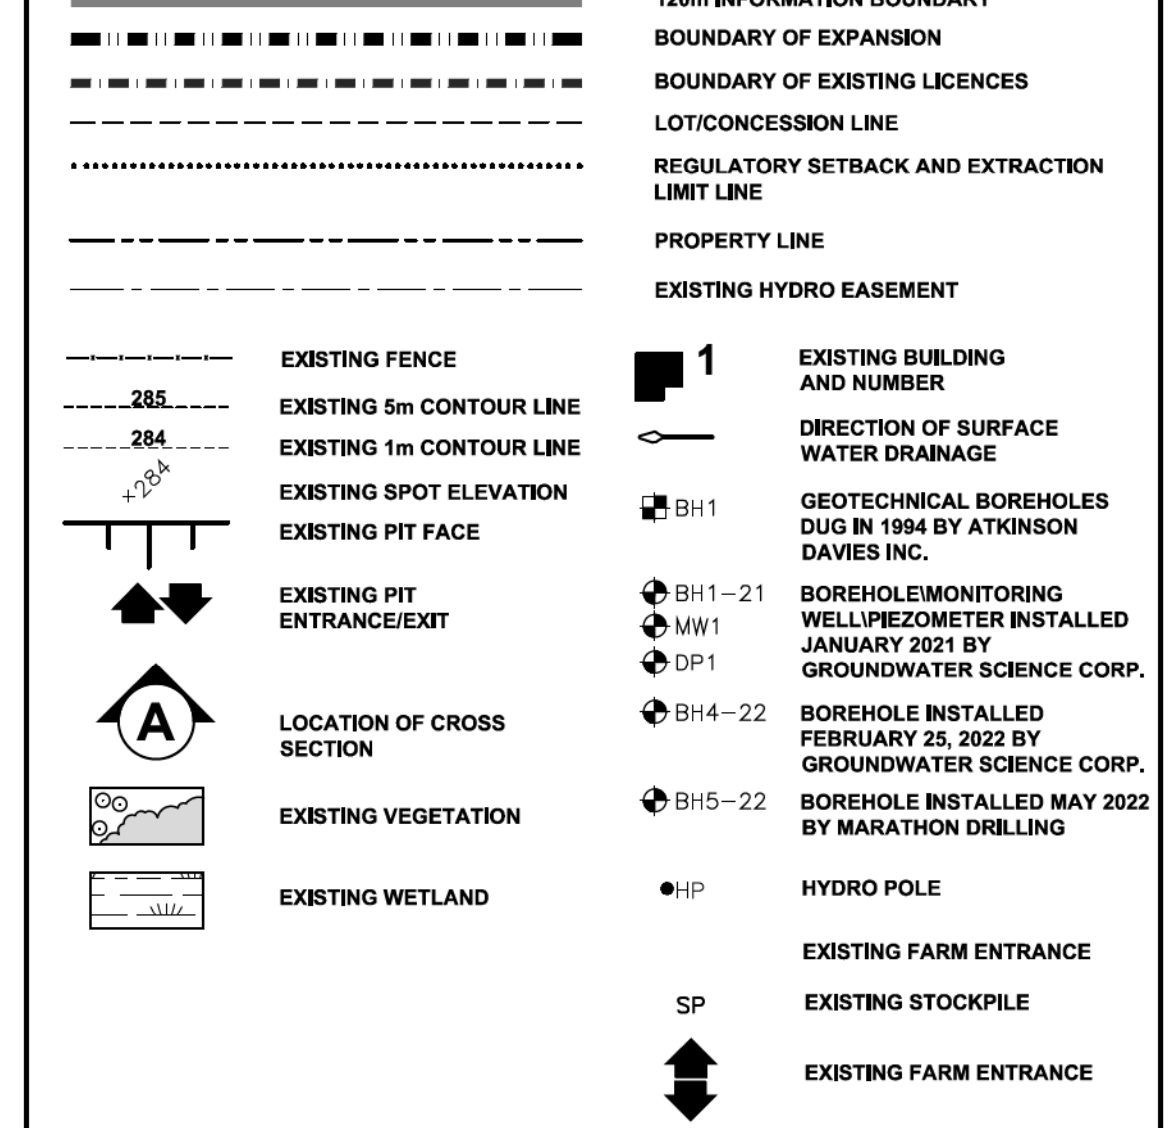 120m INFORMATION BOUNDARY
BOUNDARY OF EXPANSION
BOUNDARY OF EXISTING LICENCES
LOT/CONCESSION LINE
REGULATORY SETBACK AND EXTRACTION
LIMIT LINE
PROPERTY LINE
EXISTING HYDRO EASEMENT
EXISTING FENCE
285
EXISTING 5m CONTOUR LINE
284
EXISTING 1m CONTOUR LINE
+284
EXISTING SPOT ELEVATION
EXISTING PIT FACE
EXISTING PIT
ENTRANCE/EXIT
A
LOCATION OF CROSS
SECTION
EXISTING VEGETATION
EXISTING WETLAND
1
EXISTING BUILDING
AND NUMBER
DIRECTION OF SURFACE
WATER DRAINAGE
BH1
GEOTECHNICAL BOREHOLES
DUG IN 1994 BY ATKINSON
DAVIES INC.
BH1-21
MW1
DP1
BOREHOLE\MONITORING
WELL\PIEZOMETER INSTALLED
JANUARY 2021 BY
GROUNDWATER SCIENCE CORP.
BH4-22
BOREHOLE INSTALLED
FEBRUARY 25, 2022 BY
GROUNDWATER SCIENCE CORP.
BH5-22
BOREHOLE INSTALLED MAY 2022
BY MARATHON DRILLING
HP
HYDRO POLE
EXISTING FARM ENTRANCE
SP
EXISTING STOCKPILE
EXISTING FARM ENTRANCE